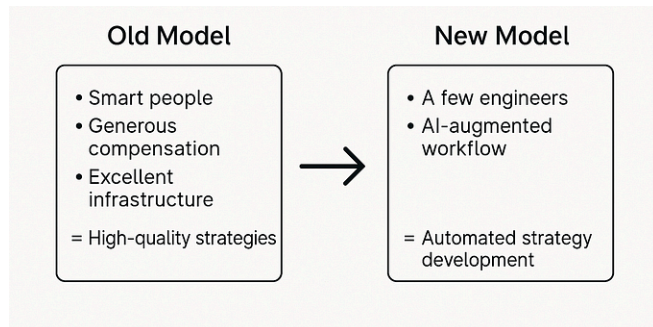 Old Model
• Smart people
• Generous
compensation
• Excellent
infrastructure
= High-quality strategies
New Model
• A few engineers
• AI-augmented
workflow
= Automated strategy
development